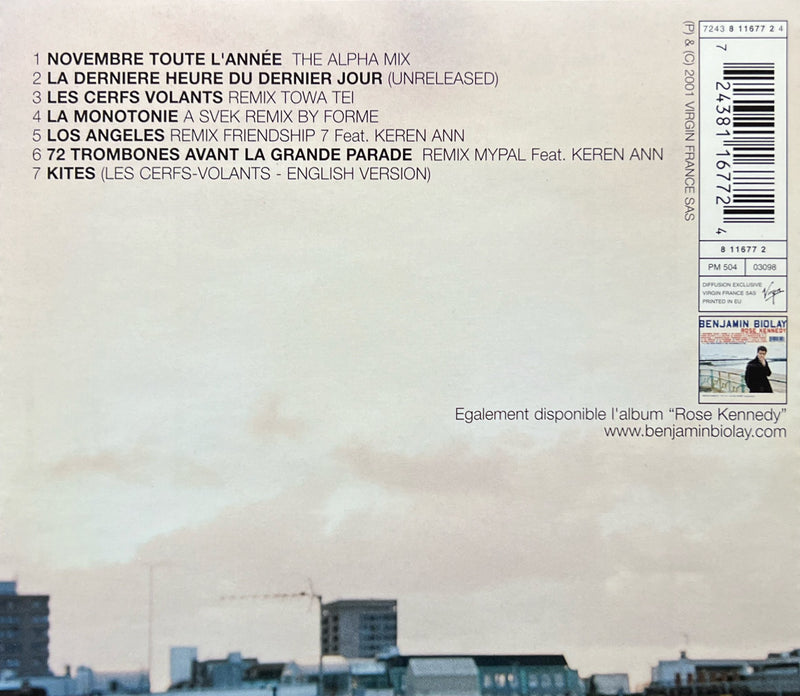 1 NOVEMBRE TOUTE L'ANNÉE THE ALPHA MIX
2 LA DERNIERE HEURE DU DERNIER JOUR (UNRELEASED)
3 LES CERFS VOLANTS REMIX TOWA TEI
4 LA MONOTONIE A SVEK REMIX BY FORME
5 LOS ANGELES REMIX FRIENDSHIP 7 Feat. KEREN ANN
6 72 TROMBONES AVANT LA GRANDE PARADE REMIX MYPAL Feat. KEREN ANN
7 KITES (LES CERFS-VOLANTS - ENGLISH VERSION)
(P) & (C) 2001 VIRGIN FRANCE SAS
7243 8 11677 2 4
7 24381 16772 4
8 11677 2
PM 504 03098
DIFFUSION EXCLUSIVE
VIRGIN FRANCE SAS
PRINTED IN EU
Virgin
BENJAMIN BIOLAY
ROSE KENNEDY
Egalement disponible l'album “Rose Kennedy”
www.benjaminbiolay.com